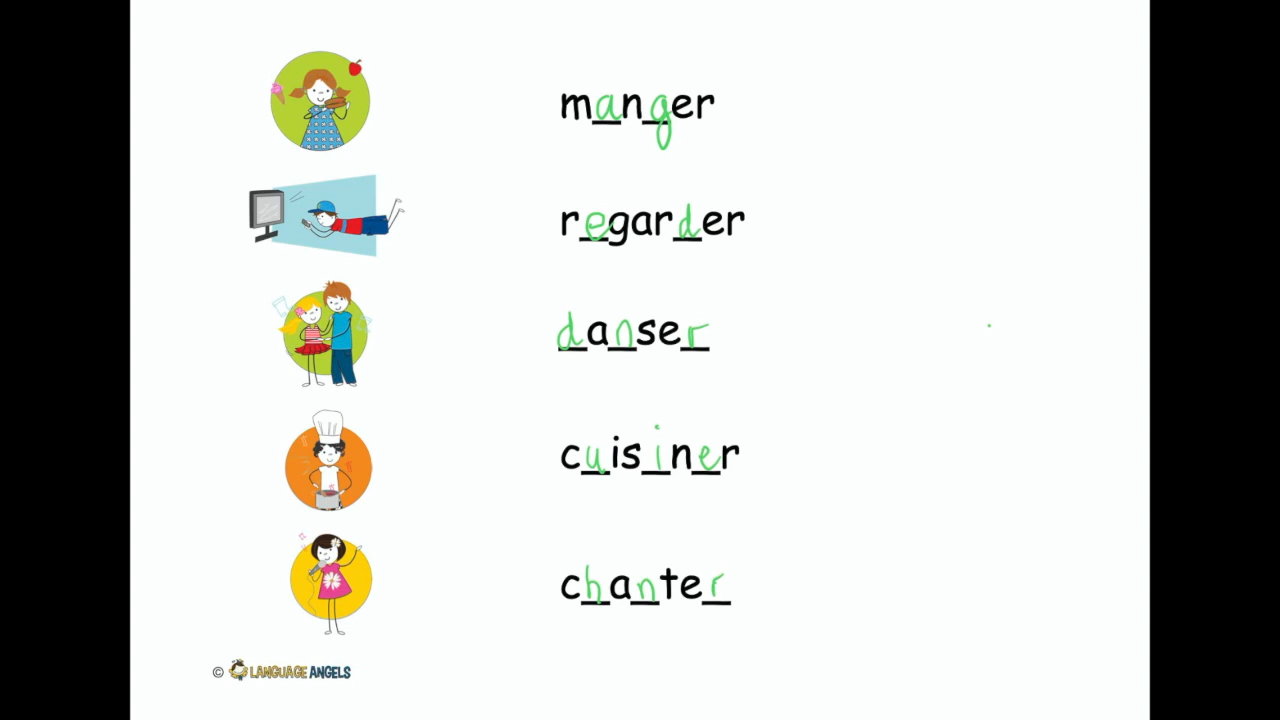 manger
regarder
danser
cuisiner
chanter
© LANGUAGE ANGELS